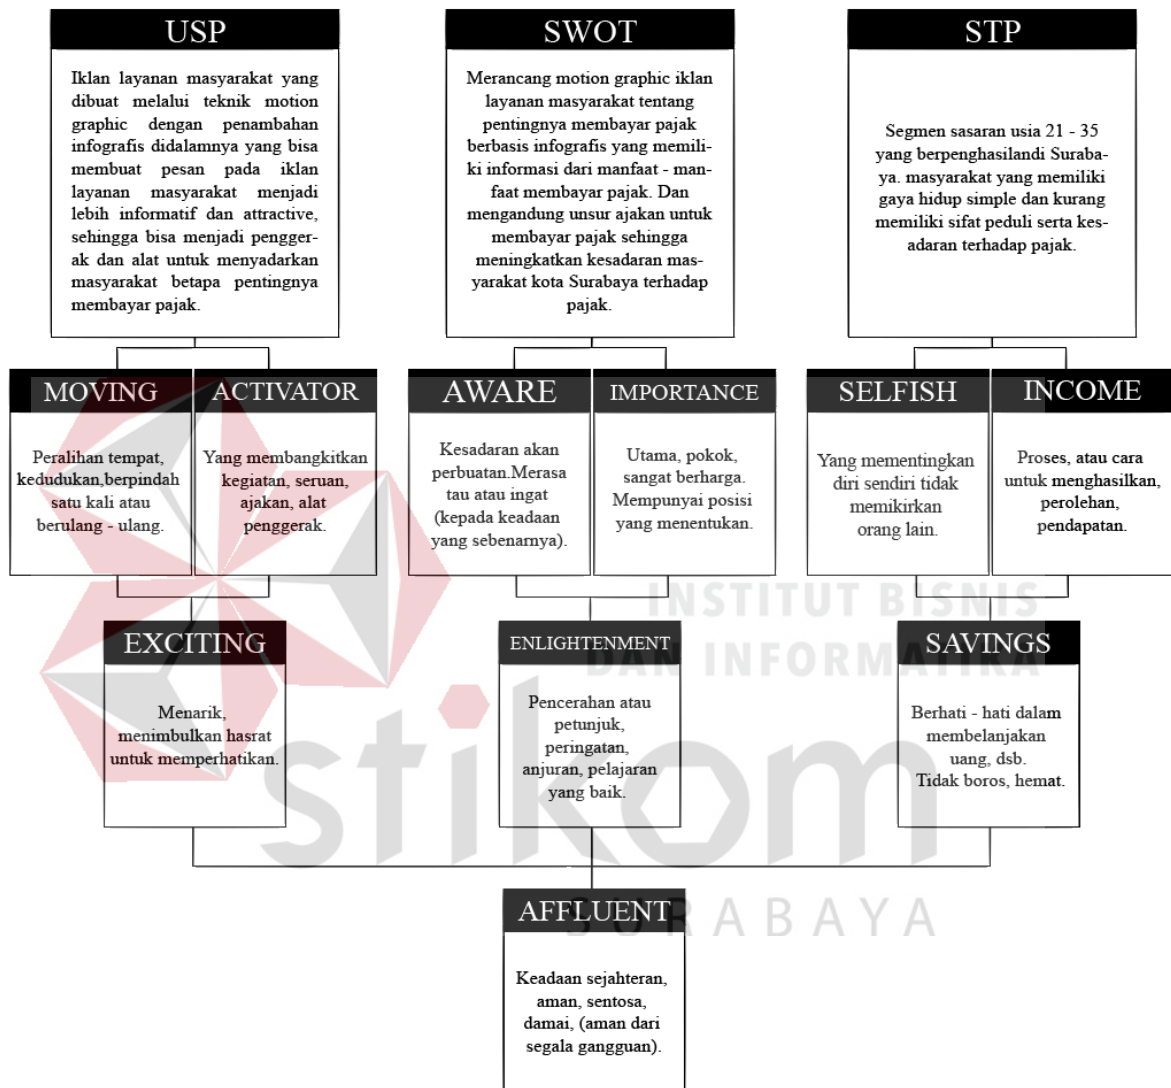 USP
Iklan layanan masyarakat yang
dibuat melalui teknik motion
graphic dengan penambahan
infografis didalamnya yang bisa
membuat pesan pada iklan
layanan masyarakat menjadi
lebih informatif dan attractive,
sehingga bisa menjadi pengger-
ak dan alat untuk menyadarkan
masyarakat betapa pentingnya
membayar pajak.
SWOT
Merancang motion graphic iklan
layanan masyarakat tentang
pentingnya membayar pajak
berbasis infografis yang memili-
ki informasi dari manfaat - man-
faat membayar pajak. Dan
mengandung unsur ajakan untuk
membayar pajak sehingga
meningkatkan kesadaran mas-
yarakat kota Surabaya terhadap
pajak.
STP
Segmen sasaran usia 21 - 35
yang berpenghasilandi Suraba-
ya. masyarakat yang memiliki
gaya hidup simple dan kurang
memiliki sifat peduli serta kes-
adaran terhadap pajak.
MOVING
Peralihan tempat,
kedudukan,berpindah
satu kali atau
berulang - ulang.
ACTIVATOR
Yang membangkitkan
kegiatan, seruan,
ajakan, alat
penggerak.
AWARE
Kesadaran akan
perbuatan.Merasa
tau atau ingat
(kepada keadaan
yang sebenarnya).
IMPORTANCE
Utama, pokok,
sangat berharga.
Mempunyai posisi
yang menentukan.
SELFISH
Yang mementingkan
diri sendiri tidak
memikirkan
orang lain.
INCOME
Proses, atau cara
untuk menghasilkan,
perolehan,
pendapatan.
EXCITING
Menarik,
menimbulkan hasrat
untuk memperhatikan.
ENLIGHTENMENT
Pencerahan atau
petunjuk,
peringatan,
anjuran, pelajaran
yang baik.
SAVINGS
Berhati - hati dalam
membelanjakan
uang, dsb.
Tidak boros, hemat.
AFFLUENT
Keadaan sejahteran,
aman, sentosa,
damai, (aman dari
segala gangguan).
INSTITUT BISNIS
DAN INFORMATIKA
stikom
SURABAYA